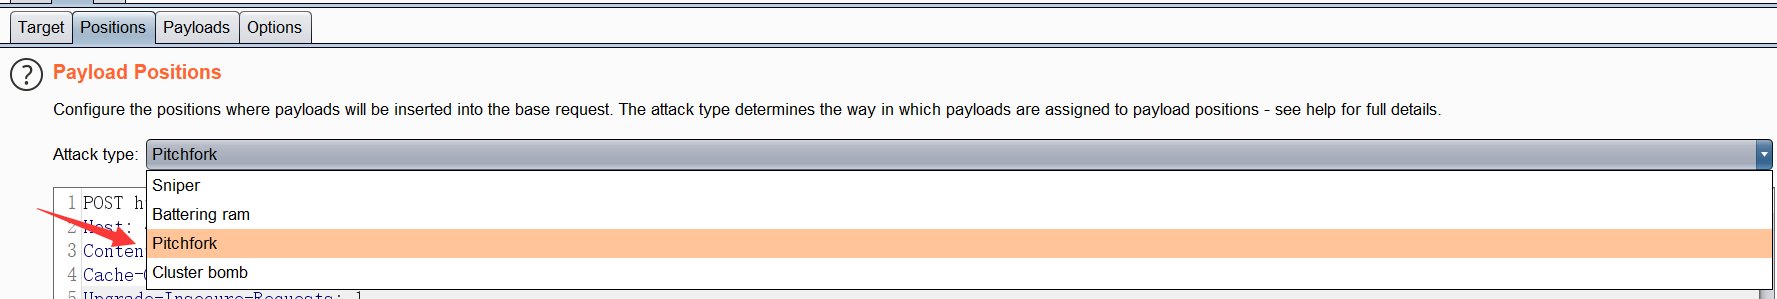 Target Positions Payloads Options
? Payload Positions
Configure the positions where payloads will be inserted into the base request. The attack type determines the way in which payloads are assigned to payload positions - see help for full details.
Attack type: Pitchfork
Sniper
1 POST h
Battering ram
2 Host:
Pitchfork
3 Conten
Cluster bomb
4 Cache-
5 Upgrade-Insecure-Requests: 1